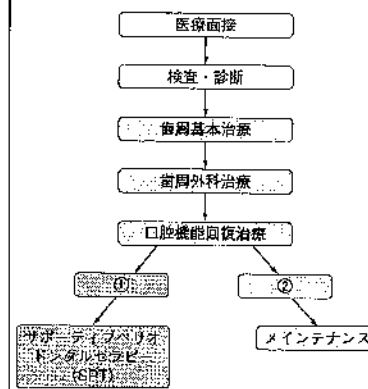 医療面接
検査・診断
歯周基本治療
歯周外科治療
口腔機能回復治療
①
②
サポーティブペリオ
ドンタルセラピー
(SPT)
メインテナンス